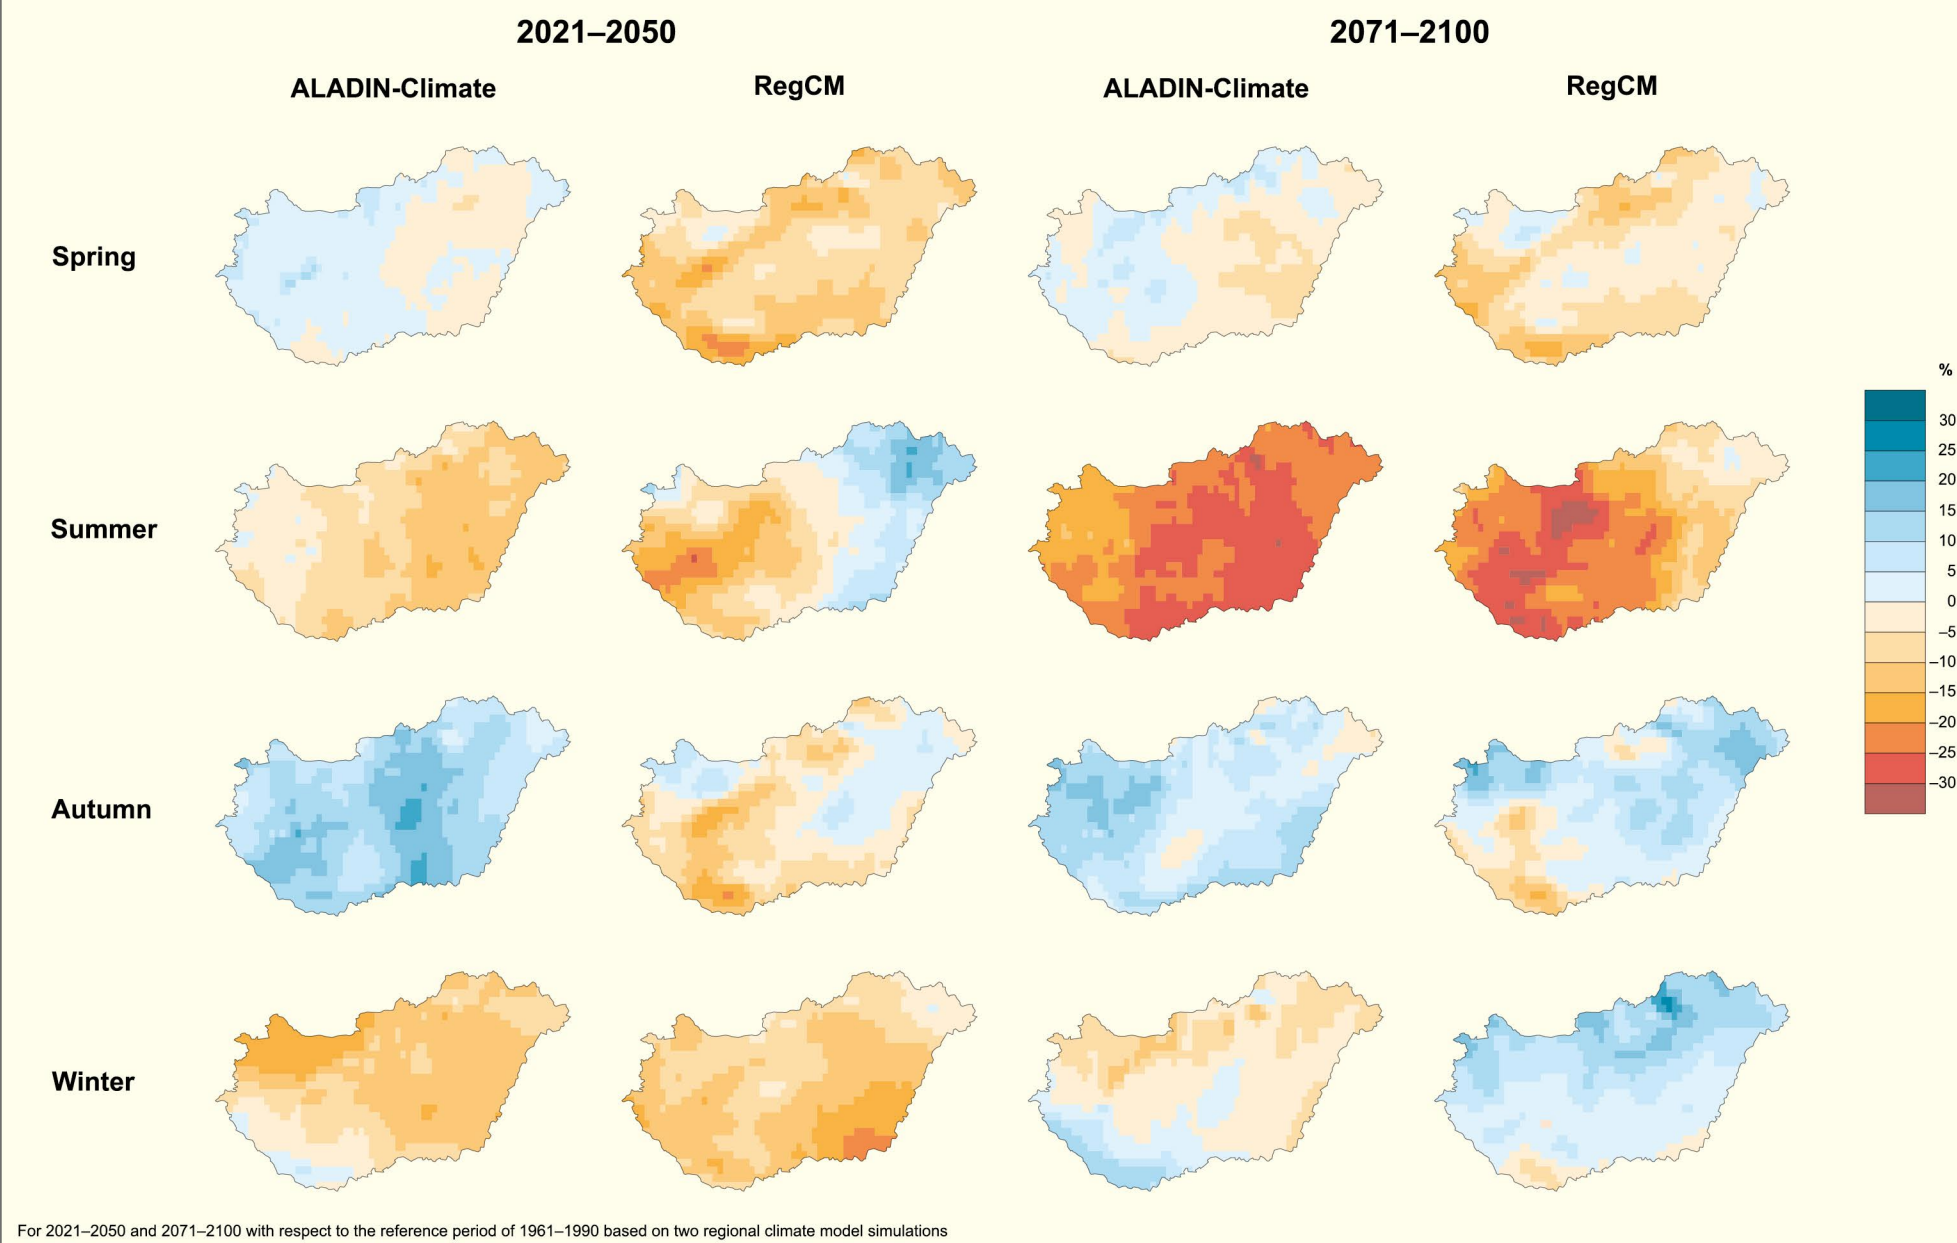 2021–2050 2071–2100
ALADIN-Climate RegCM ALADIN-Climate RegCM
Spring
%
30
25
20
15
10
5
0
–5
–10
–15
–20
–25
–30
Summer
Autumn
Winter
For 2021–2050 and 2071–2100 with respect to the reference period of 1961–1990 based on two regional climate model simulations